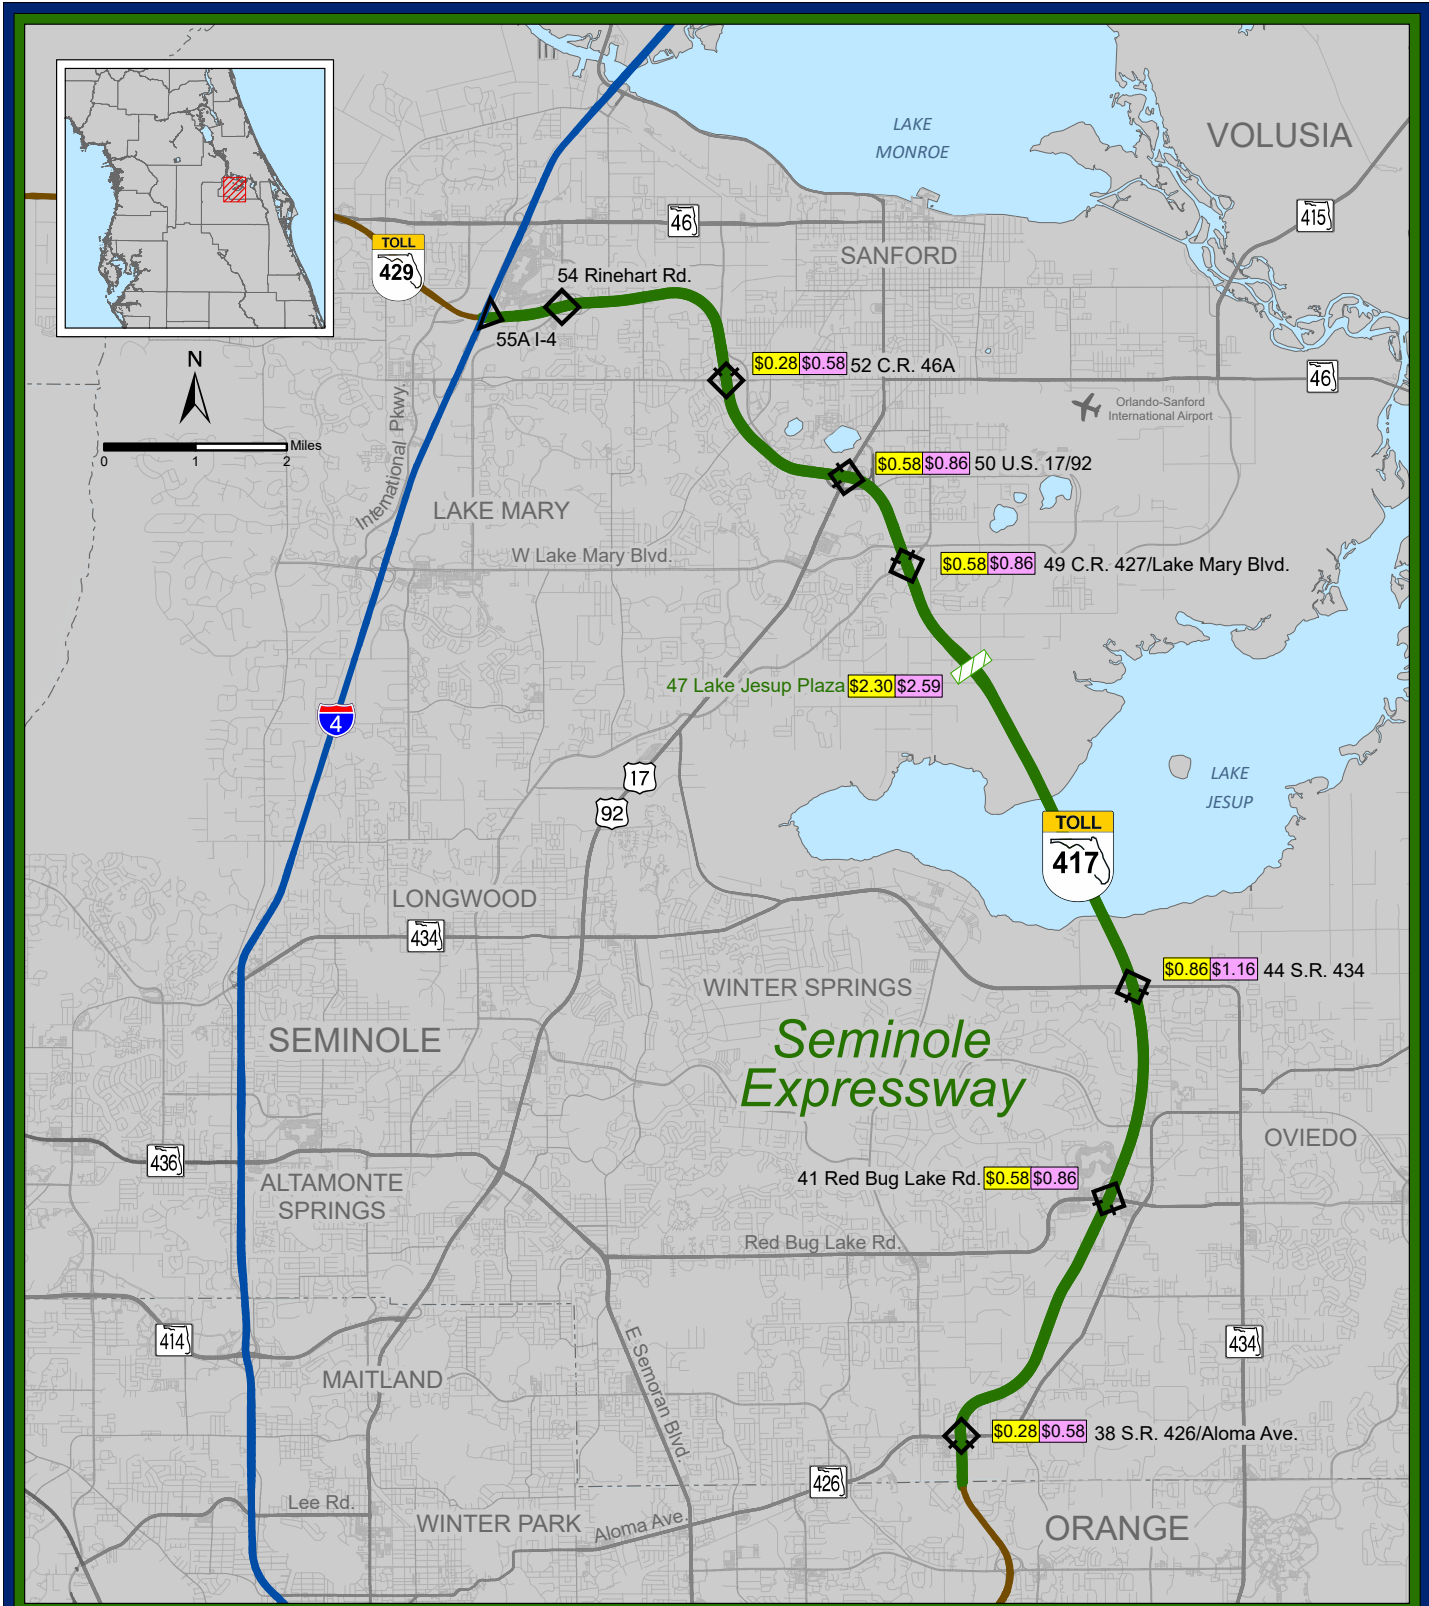 LAKE
MONROE
VOLUSIA
46
415
TOLL
429
SANFORD
54 Rinehart Rd.
55A I-4
N
$0.28 $0.58 52 C.R. 46A
46
Orlando-Sanford
International Airport
Miles
0 1 2
International Pkwy.
$0.58 $0.86 50 U.S. 17/92
LAKE MARY
W Lake Mary Blvd.
$0.58 $0.86 49 C.R. 427/Lake Mary Blvd.
47 Lake Jesup Plaza $2.30 $2.59
4
17
92
LAKE
JESUP
TOLL
417
LONGWOOD
434
$0.86 $1.16 44 S.R. 434
WINTER SPRINGS
SEMINOLE
Seminole
Expressway
OVIEDO
436
ALTAMONTE
SPRINGS
41 Red Bug Lake Rd. $0.58 $0.86
Red Bug Lake Rd.
414
434
MAITLAND
E Semoran Blvd.
$0.28 $0.58 38 S.R. 426/Aloma Ave.
426
Lee Rd.
WINTER PARK
Aloma Ave.
ORANGE